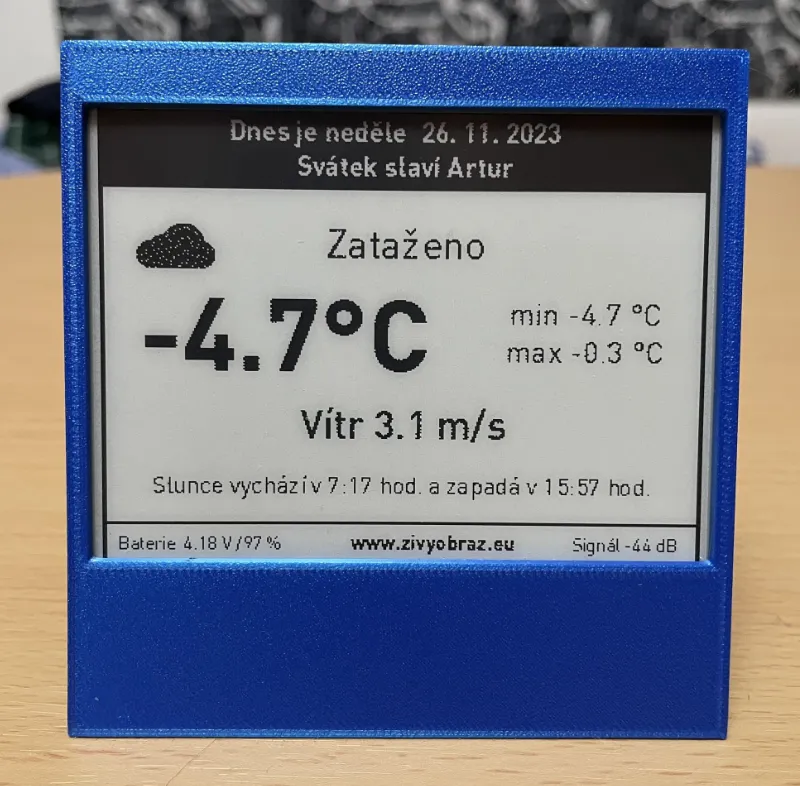 Dnes je neděle 26. 11. 2023
Svátek slaví Artur
Zataženo
-4.7°C
min -4.7 °C
max -0.3 °C
Vítr 3.1 m/s
Slunce vychází v 7:17 hod. a zapadá v 15:57 hod.
Baterie 4.18 V/97 % www.zivyobraz.eu Signál -44 dB